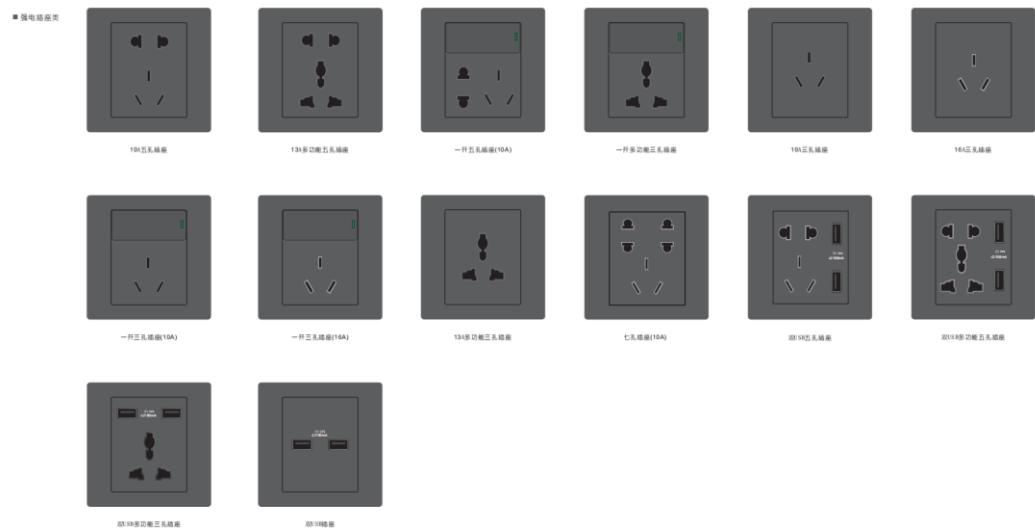 ■ 强电插座类
10A五孔插座
13A多功能五孔插座
一开五孔插座(10A)
一开多功能三孔插座
10A三孔插座
16A三孔插座
一开三孔插座(10A)
一开三孔插座(16A)
13A多功能三孔插座
七孔插座(10A)
双USB五孔插座
双USB多功能五孔插座
双USB多功能三孔插座
双USB插座